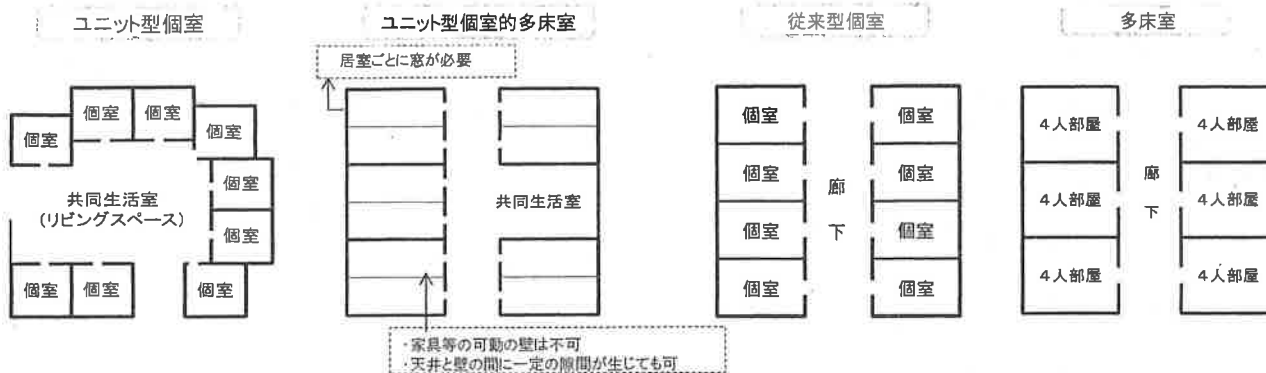 ユニット型個室
居室ごとに窓が必要
個室
個室
個室
個室
個室
個室
個室
個室
個室
共同生活室
(リビングスペース)
ユニット型個室的多床室
共同生活室
・家具等の可動の壁は不可
・天井と壁の間に一定の隙間が生じても可
従来型個室
個室
個室
個室
個室
廊
下
個室
個室
個室
個室
多床室
4人部屋
4人部屋
4人部屋
廊
下
4人部屋
4人部屋
4人部屋